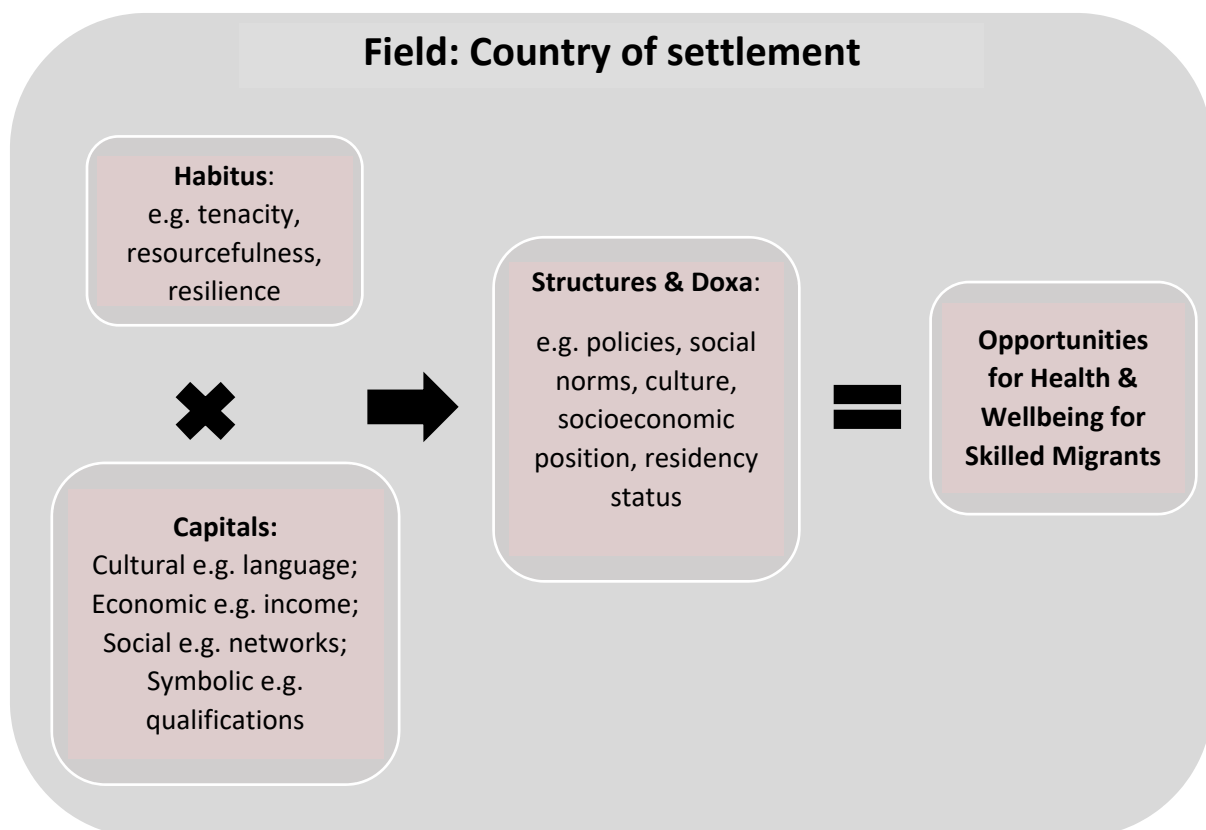 Field: Country of settlement
Habitus:
e.g. tenacity,
resourcefulness,
resilience
Capitals:
Cultural e.g. language;
Economic e.g. income;
Social e.g. networks;
Symbolic e.g.
qualifications
Structures & Doxa:
e.g. policies, social
norms, culture,
socioeconomic
position, residency
status
Opportunities
for Health &
Wellbeing for
Skilled Migrants